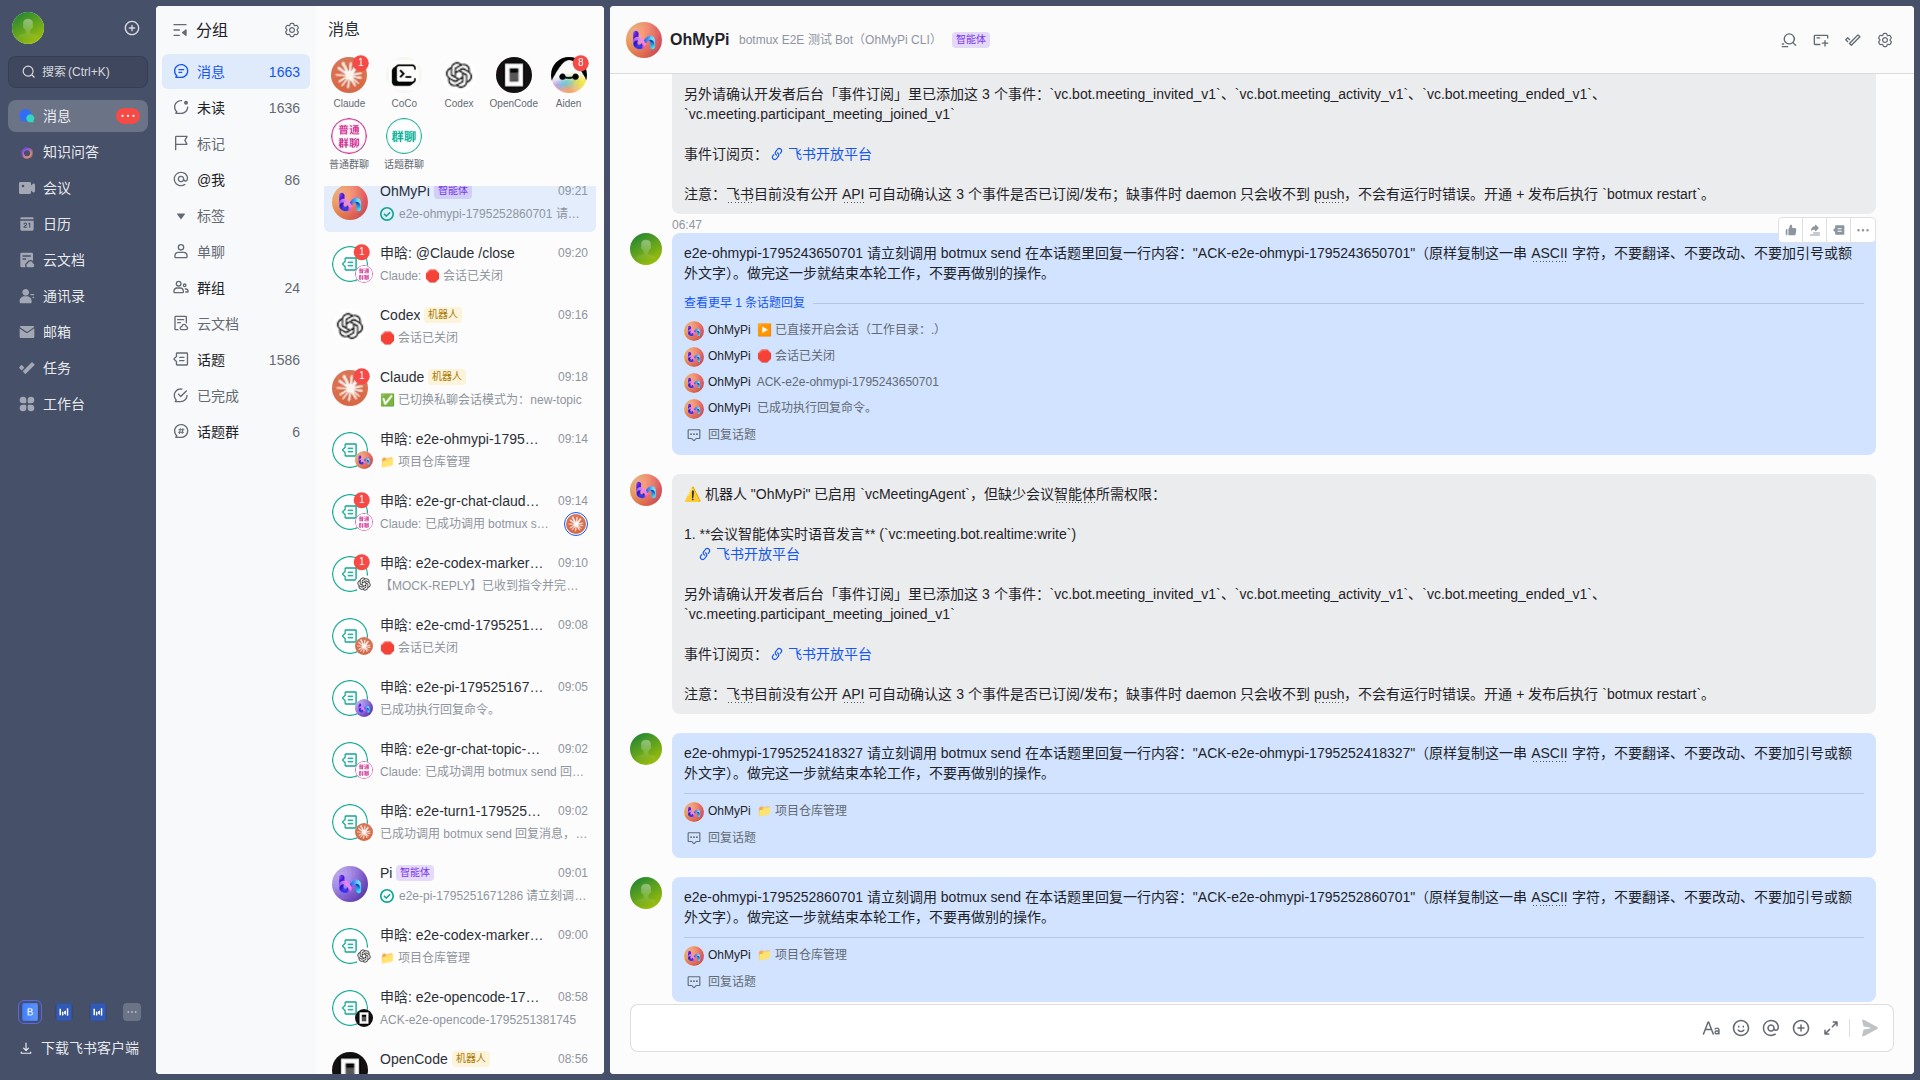 搜索 (Ctrl+K)
消息
知识问答
会议
日历
云文档
通讯录
邮箱
任务
工作台
B
下载飞书客户端
分组
消息 1663
未读 1636
标记
@我 86
标签
单聊
群组 24
云文档
话题 1586
已完成
话题群 6
消息
1 8
Claude CoCo Codex OpenCode Aiden
普通
群聊
群聊
普通群聊 话题群聊
OhMyPi 智能体 09:21
e2e-ohmypi-1795252860701 请…
1
申晗: @Claude /close 09:20
Claude: 🛑 会话已关闭
Codex 机器人 09:16
🛑 会话已关闭
1
Claude 机器人 09:18
✅ 已切换私聊会话模式为：new-topic
申晗: e2e-ohmypi-1795… 09:14
📁 项目仓库管理
1
申晗: e2e-gr-chat-claud… 09:14
Claude: 已成功调用 botmux s…
1
申晗: e2e-codex-marker… 09:10
【MOCK-REPLY】已收到指令并完…
申晗: e2e-cmd-1795251… 09:08
🛑 会话已关闭
申晗: e2e-pi-179525167… 09:05
已成功执行回复命令。
申晗: e2e-gr-chat-topic-… 09:02
Claude: 已成功调用 botmux send 回…
申晗: e2e-turn1-179525… 09:02
已成功调用 botmux send 回复消息，…
Pi 智能体 09:01
e2e-pi-1795251671286 请立刻调…
申晗: e2e-codex-marker… 09:00
📁 项目仓库管理
申晗: e2e-opencode-17… 08:58
ACK-e2e-opencode-1795251381745
OpenCode 机器人 08:56
OhMyPi botmux E2E 测试 Bot（OhMyPi CLI） 智能体
另外请确认开发者后台「事件订阅」里已添加这 3 个事件：`vc.bot.meeting_invited_v1`、`vc.bot.meeting_activity_v1`、`vc.bot.meeting_ended_v1`、
`vc.meeting.participant_meeting_joined_v1`
事件订阅页： 飞书开放平台
注意：飞书目前没有公开 API 可自动确认这 3 个事件是否已订阅/发布；缺事件时 daemon 只会收不到 push，不会有运行时错误。开通 + 发布后执行 `botmux restart`。
06:47
e2e-ohmypi-1795243650701 请立刻调用 botmux send 在本话题里回复一行内容："ACK-e2e-ohmypi-1795243650701"（原样复制这一串 ASCII 字符，不要翻译、不要改动、不要加引号或额
外文字）。做完这一步就结束本轮工作，不要再做别的操作。
查看更早 1 条话题回复
OhMyPi ▶️ 已直接开启会话（工作目录：.）
OhMyPi 🛑 会话已关闭
OhMyPi ACK-e2e-ohmypi-1795243650701
OhMyPi 已成功执行回复命令。
回复话题
⚠️ 机器人 "OhMyPi" 已启用 `vcMeetingAgent`，但缺少会议智能体所需权限：
1. **会议智能体实时语音发言** (`vc:meeting.bot.realtime:write`)
飞书开放平台
另外请确认开发者后台「事件订阅」里已添加这 3 个事件：`vc.bot.meeting_invited_v1`、`vc.bot.meeting_activity_v1`、`vc.bot.meeting_ended_v1`、
`vc.meeting.participant_meeting_joined_v1`
事件订阅页： 飞书开放平台
注意：飞书目前没有公开 API 可自动确认这 3 个事件是否已订阅/发布；缺事件时 daemon 只会收不到 push，不会有运行时错误。开通 + 发布后执行 `botmux restart`。
e2e-ohmypi-1795252418327 请立刻调用 botmux send 在本话题里回复一行内容："ACK-e2e-ohmypi-1795252418327"（原样复制这一串 ASCII 字符，不要翻译、不要改动、不要加引号或额
外文字）。做完这一步就结束本轮工作，不要再做别的操作。
OhMyPi 📁 项目仓库管理
回复话题
e2e-ohmypi-1795252860701 请立刻调用 botmux send 在本话题里回复一行内容："ACK-e2e-ohmypi-1795252860701"（原样复制这一串 ASCII 字符，不要翻译、不要改动、不要加引号或额
外文字）。做完这一步就结束本轮工作，不要再做别的操作。
OhMyPi 📁 项目仓库管理
回复话题